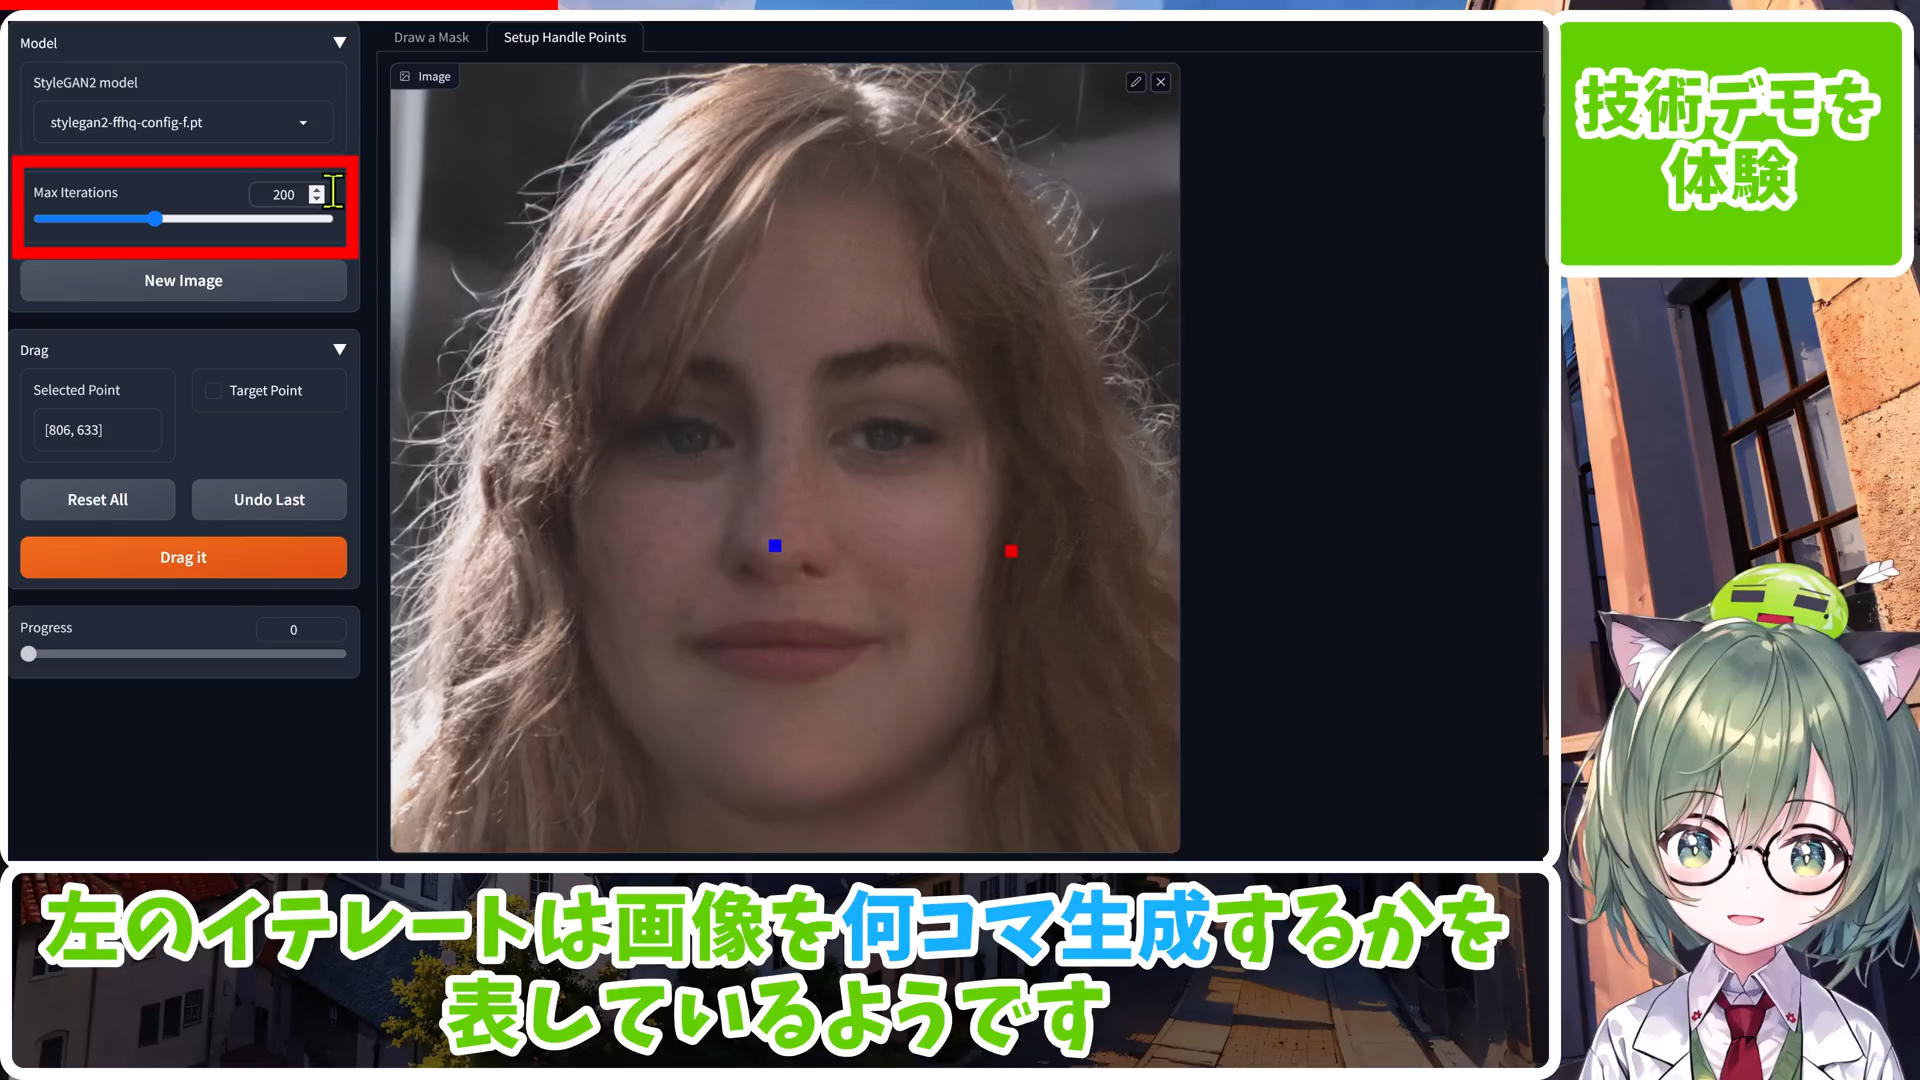 Model
StyleGAN2 model
stylegan2-ffhq-config-f.pt
Max Iterations
200
New Image
Drag
Selected Point
Target Point
[806, 633]
Reset All
Undo Last
Drag it
Progress
0
Draw a Mask
Setup Handle Points
Image
技術デモを
体験
左のイテレートは画像を何コマ生成するかを
表しているようです